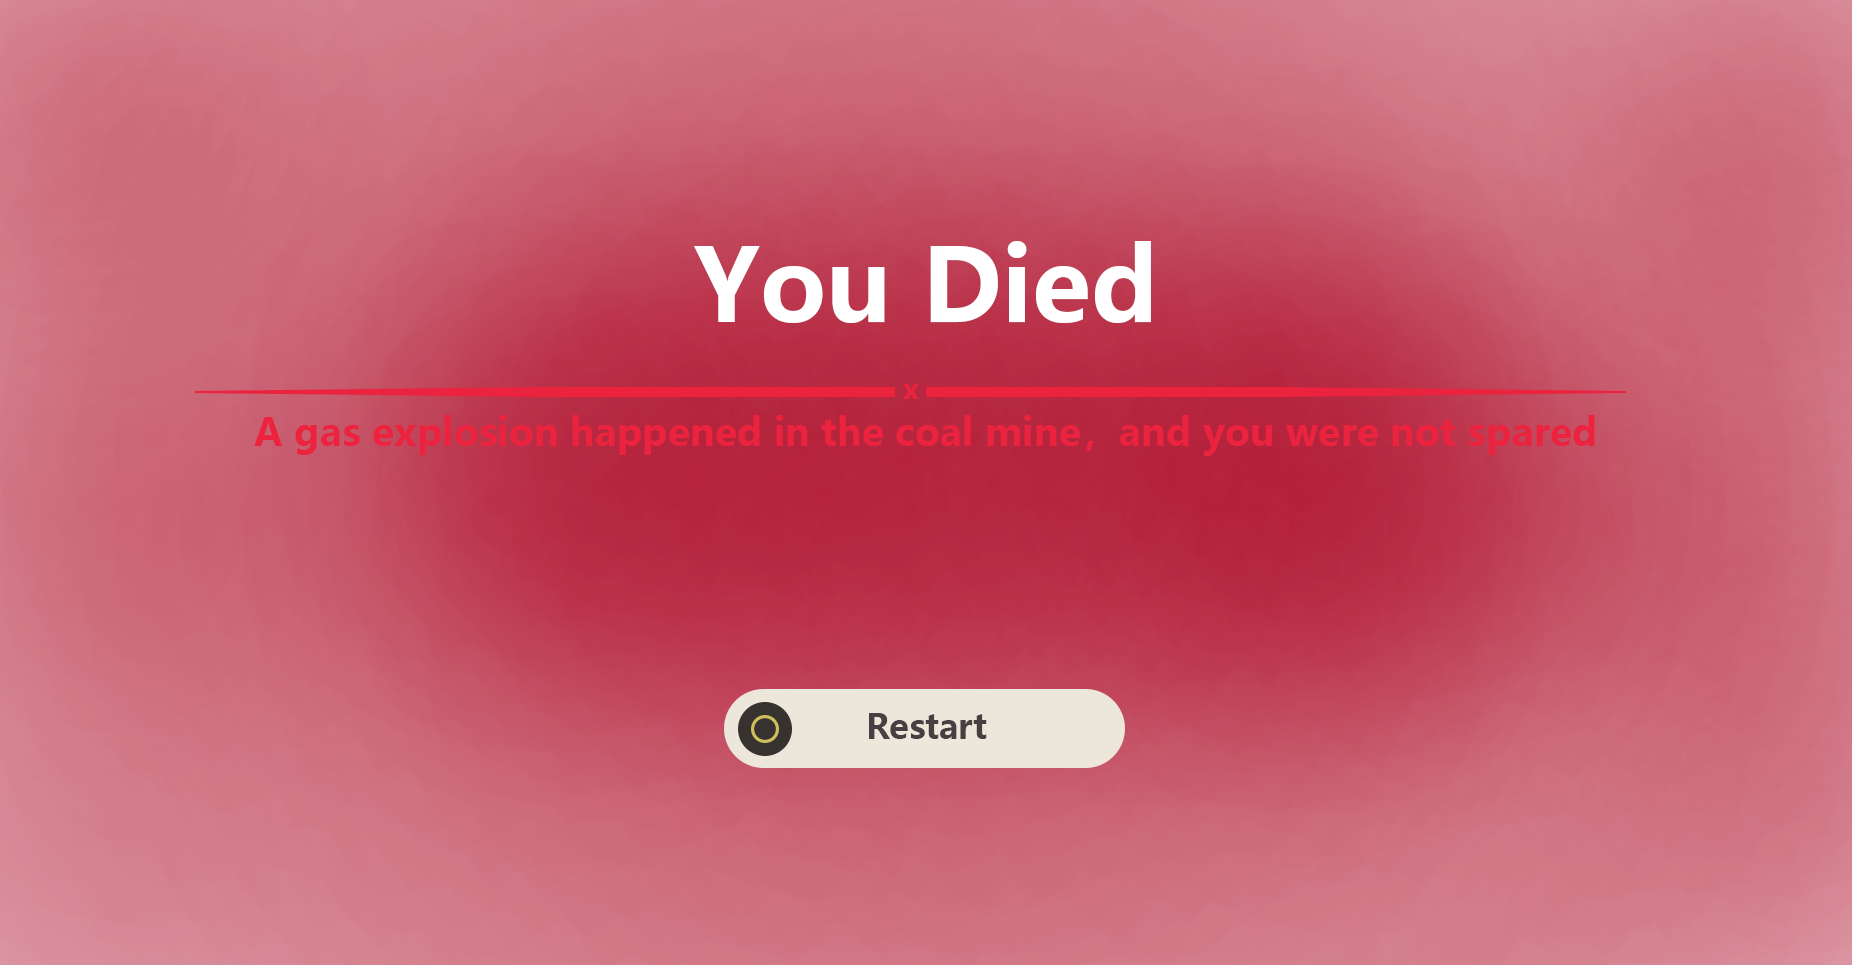 You Died
x
A gas explosion happened in the coal mine，and you were not spared
Restart